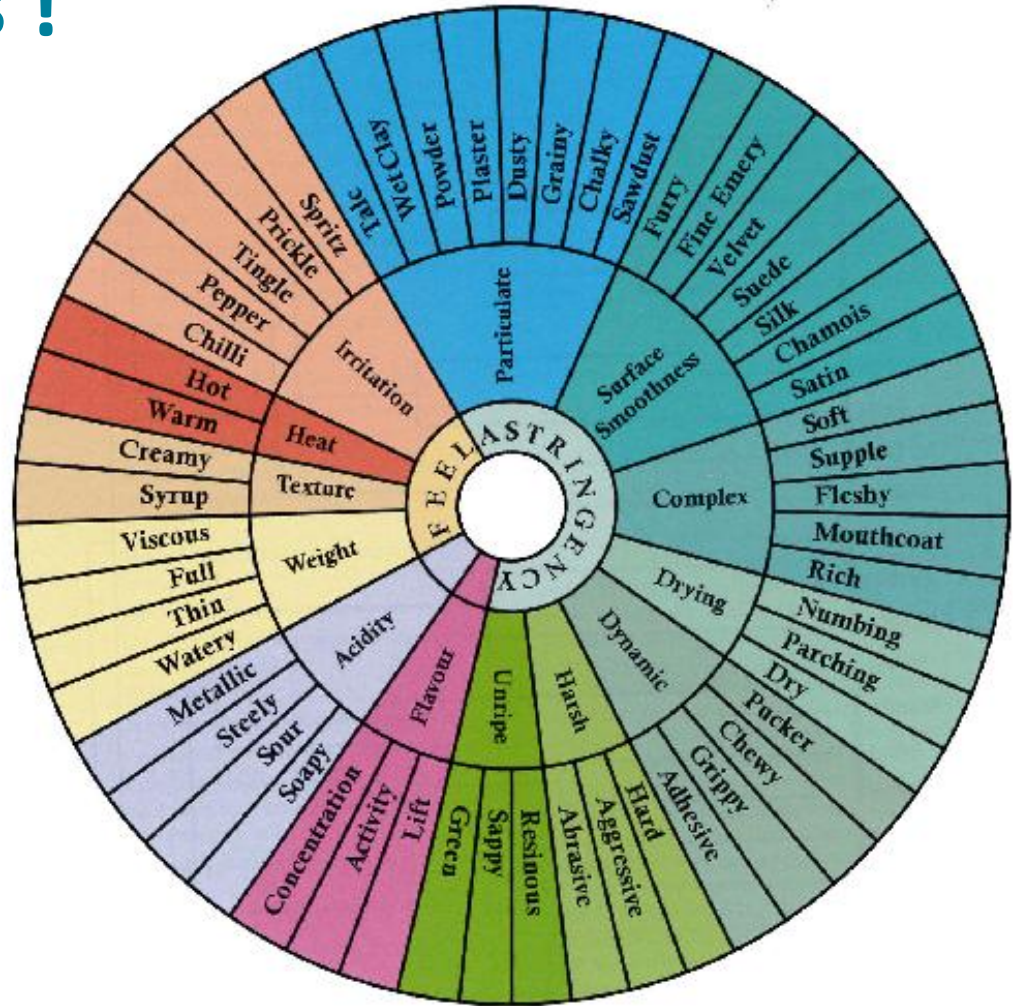 !
FEEL
ASTRINGENCY
Particulate
Talc
Wet Clay
Powder
Plaster
Dusty
Grainy
Chalky
Sawdust
Surface
Smoothness
Furry
Fine Emery
Velvet
Suede
Silk
Chamois
Satin
Complex
Soft
Supple
Fleshy
Mouthcoat
Rich
Drying
Numbing
Parching
Dry
Dynamic
Pucker
Chewy
Grippy
Adhesive
Harsh
Hard
Aggressive
Abrasive
Unripe
Resinous
Sappy
Green
Flavour
Lift
Activity
Concentration
Acidity
Soapy
Sour
Steely
Metallic
Weight
Watery
Thin
Full
Viscous
Texture
Syrup
Creamy
Heat
Warm
Hot
Irritation
Chilli
Pepper
Tingle
Prickle
Spritz